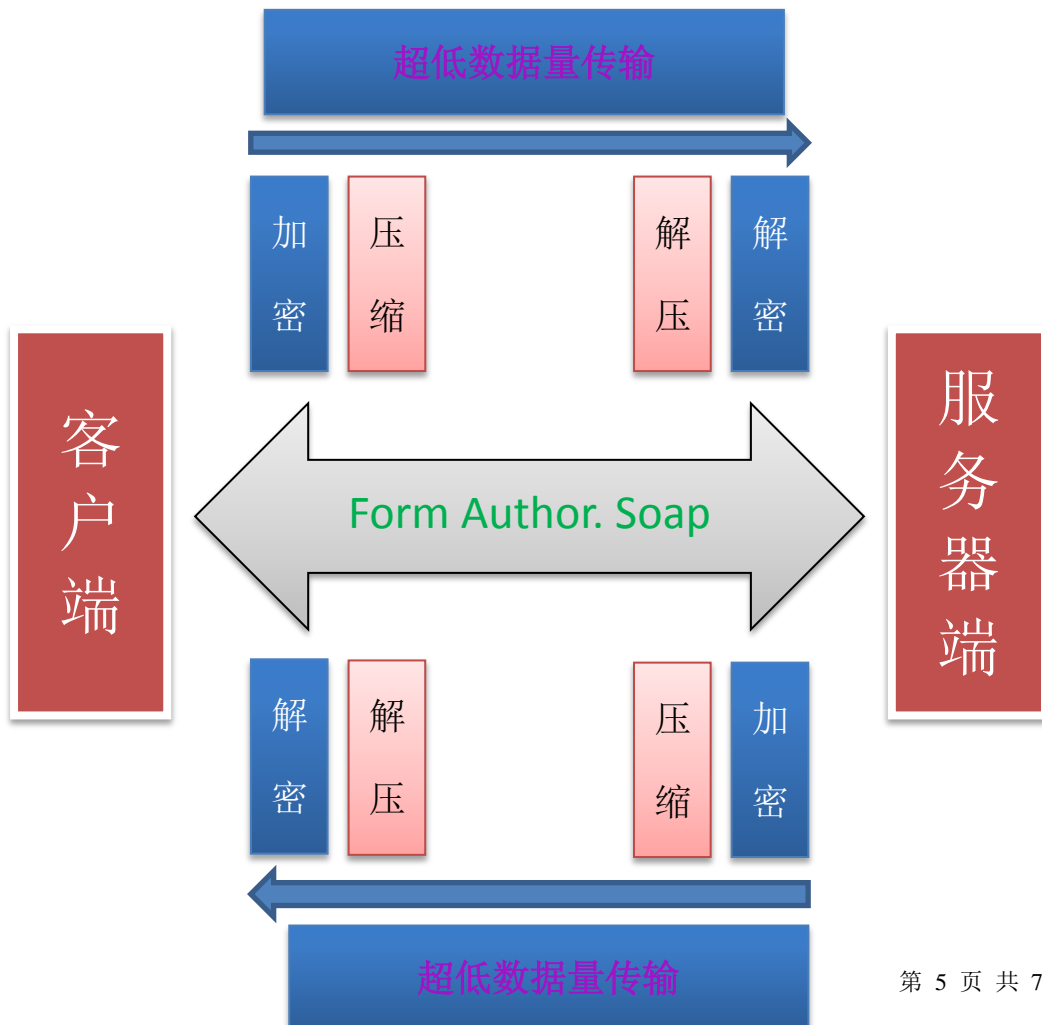 超低数据量传输
加密
压缩
解压
解密
客户端
Form Author. Soap
服务器端
解密
解压
压缩
加密
超低数据量传输
第 5 页 共 7